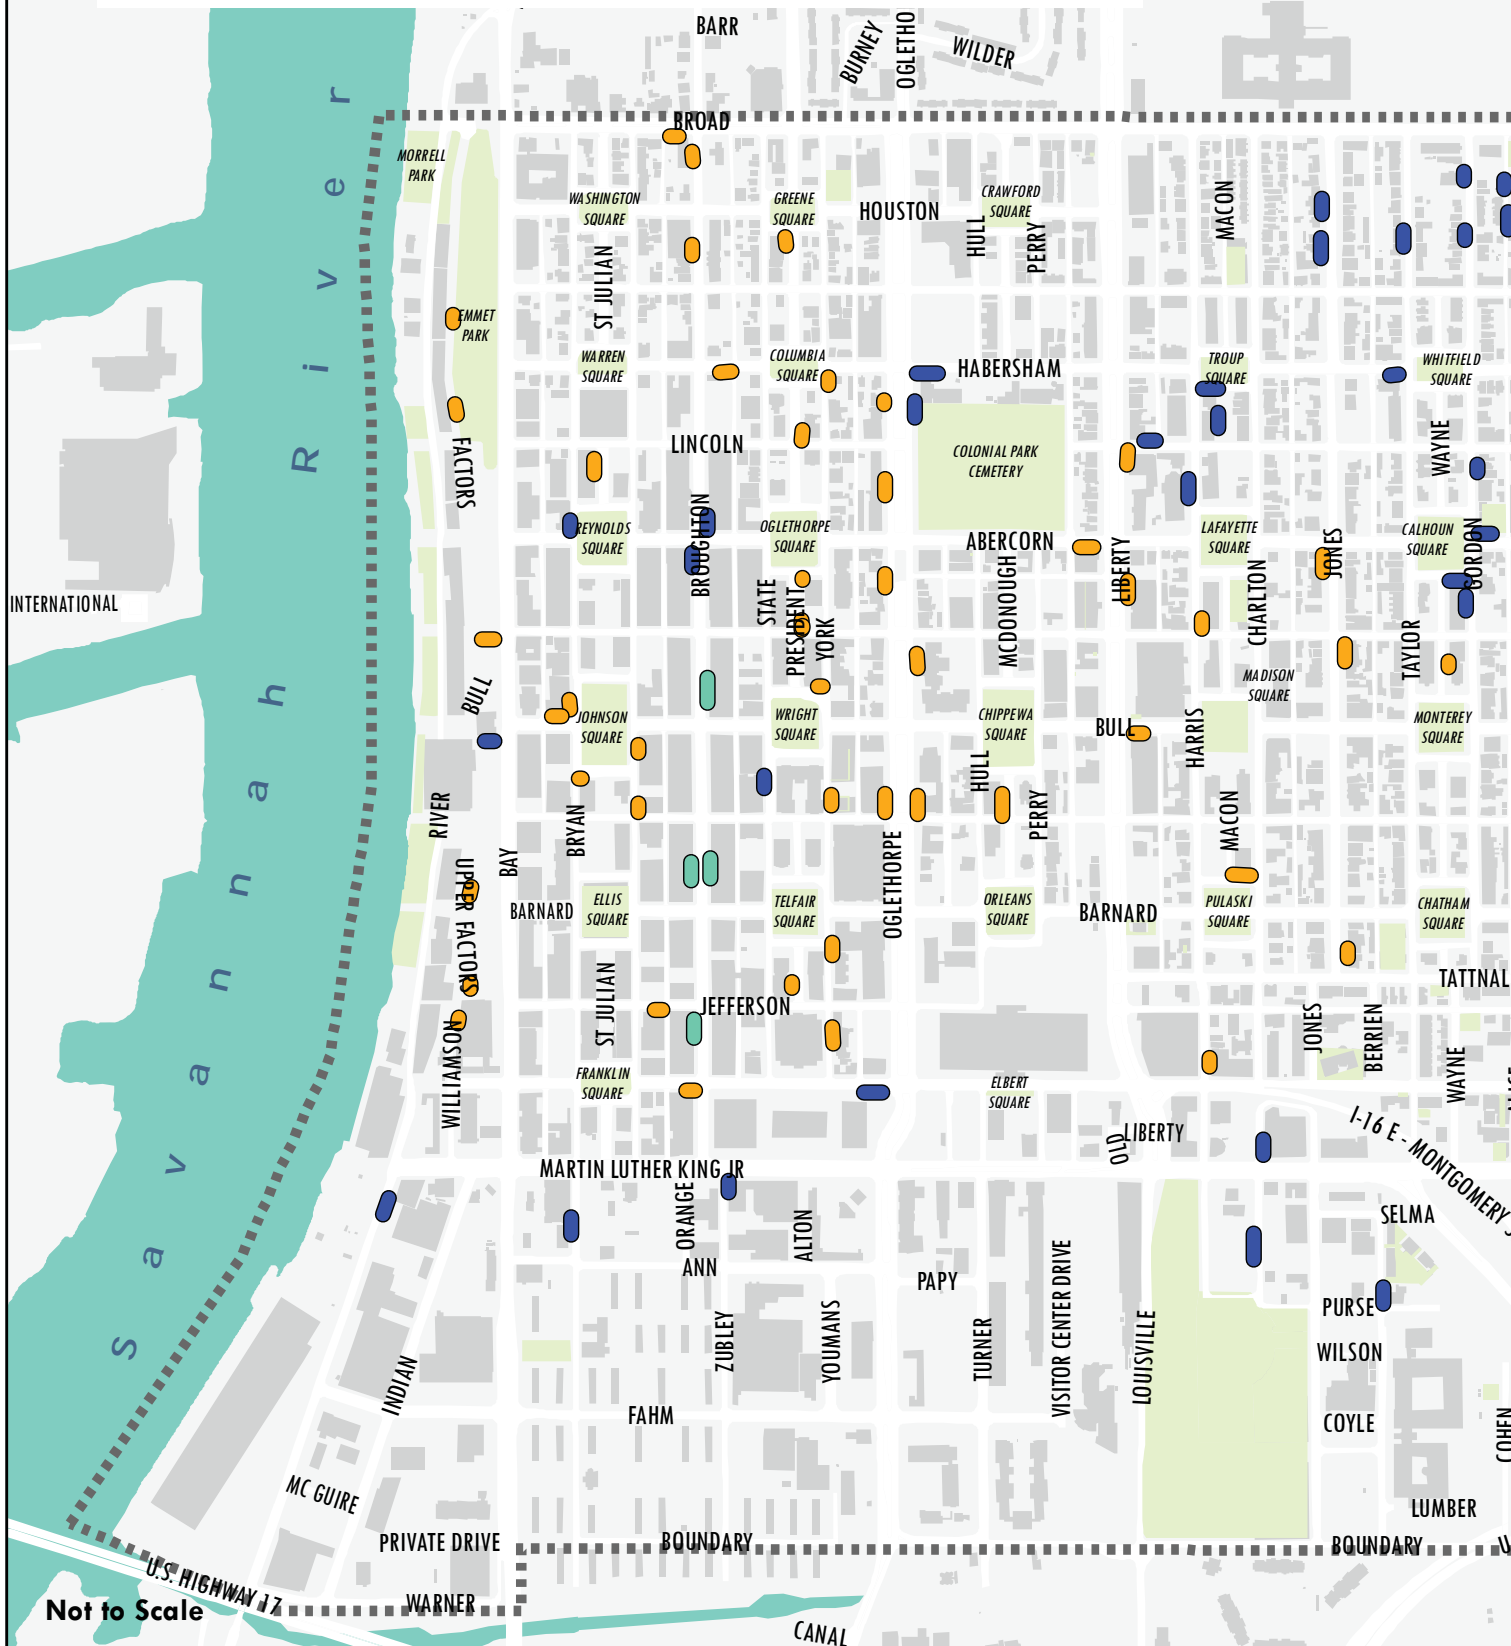 BARR
BURNEY
OGLETHO
WILDER
BROAD
MORRELL
PARK
WASHINGTON
SQUARE
GREENE
SQUARE
HOUSTON
CRAWFORD
SQUARE
HULL
PERRY
MACON
ST JULIAN
EMMET
PARK
WARREN
SQUARE
COLUMBIA
SQUARE
HABERSHAM
TROUP
SQUARE
WHITFIELD
SQUARE
LINCOLN
FACTORS
COLONIAL PARK
CEMETERY
WAYNE
REYNOLDS
SQUARE
BROUGHTON
OGLETHORPE
SQUARE
ABERCORN
LIBERTY
LAFAYETTE
SQUARE
JONES
CALHOUN
SQUARE
GORDON
INTERNATIONAL
STATE
PRESIDENT
YORK
MCDONOUGH
CHARLTON
TAYLOR
MADISON
SQUARE
BULL
JOHNSON
SQUARE
WRIGHT
SQUARE
CHIPPEWA
SQUARE
BULL
HARRIS
MONTEREY
SQUARE
HULL
PERRY
MACON
RIVER
BAY
BRYAN
OGLETHORPE
UPPER FACTORS
BARNARD
ELLIS
SQUARE
TELFAIR
SQUARE
ORLEANS
SQUARE
BARNARD
PULASKI
SQUARE
CHATHAM
SQUARE
TATTNAL
ST JULIAN
JEFFERSON
JONES
BERRIEN
WAYNE
WILLIAMSON
FRANKLIN
SQUARE
ELBERT
SQUARE
I-16 E - MONTGOMERY S
OLD
LIBERTY
MARTIN LUTHER KING JR
ORANGE
ALTON
ANN
SELMA
PAPY
PURSE
ZUBLEY
YOUMANS
TURNER
VISITOR CENTER DRIVE
LOUISVILLE
WILSON
INDIAN
FAHM
COYLE
COHEN
MC GUIRE
LUMBER
PRIVATE DRIVE
BOUNDARY
BOUNDARY
U.S. HIGHWAY 17
WARNER
CANAL
Savannah River
Not to Scale